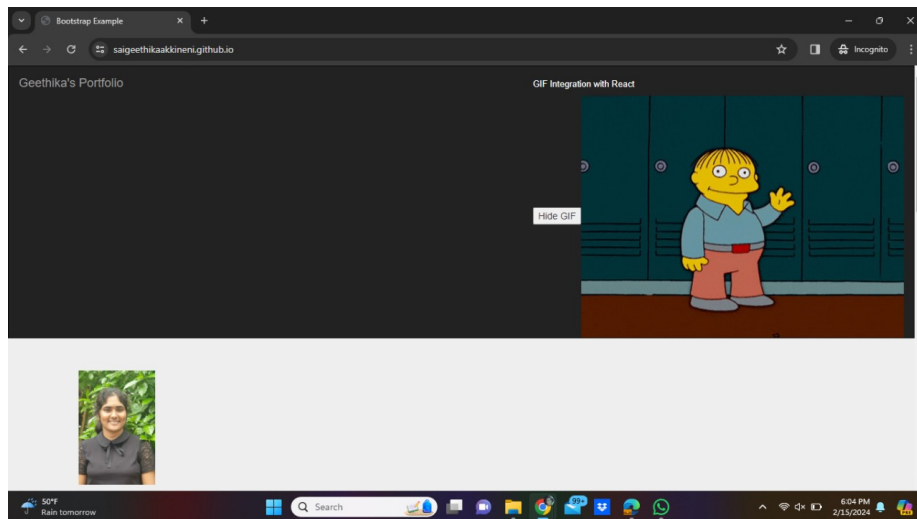 Bootstrap Example
saigeethikaakkineni.github.io
Incognito
Geethika's Portfolio
GIF Integration with React
Hide GIF
50°F
Rain tomorrow
Search
99+
6:04 PM
2/15/2024